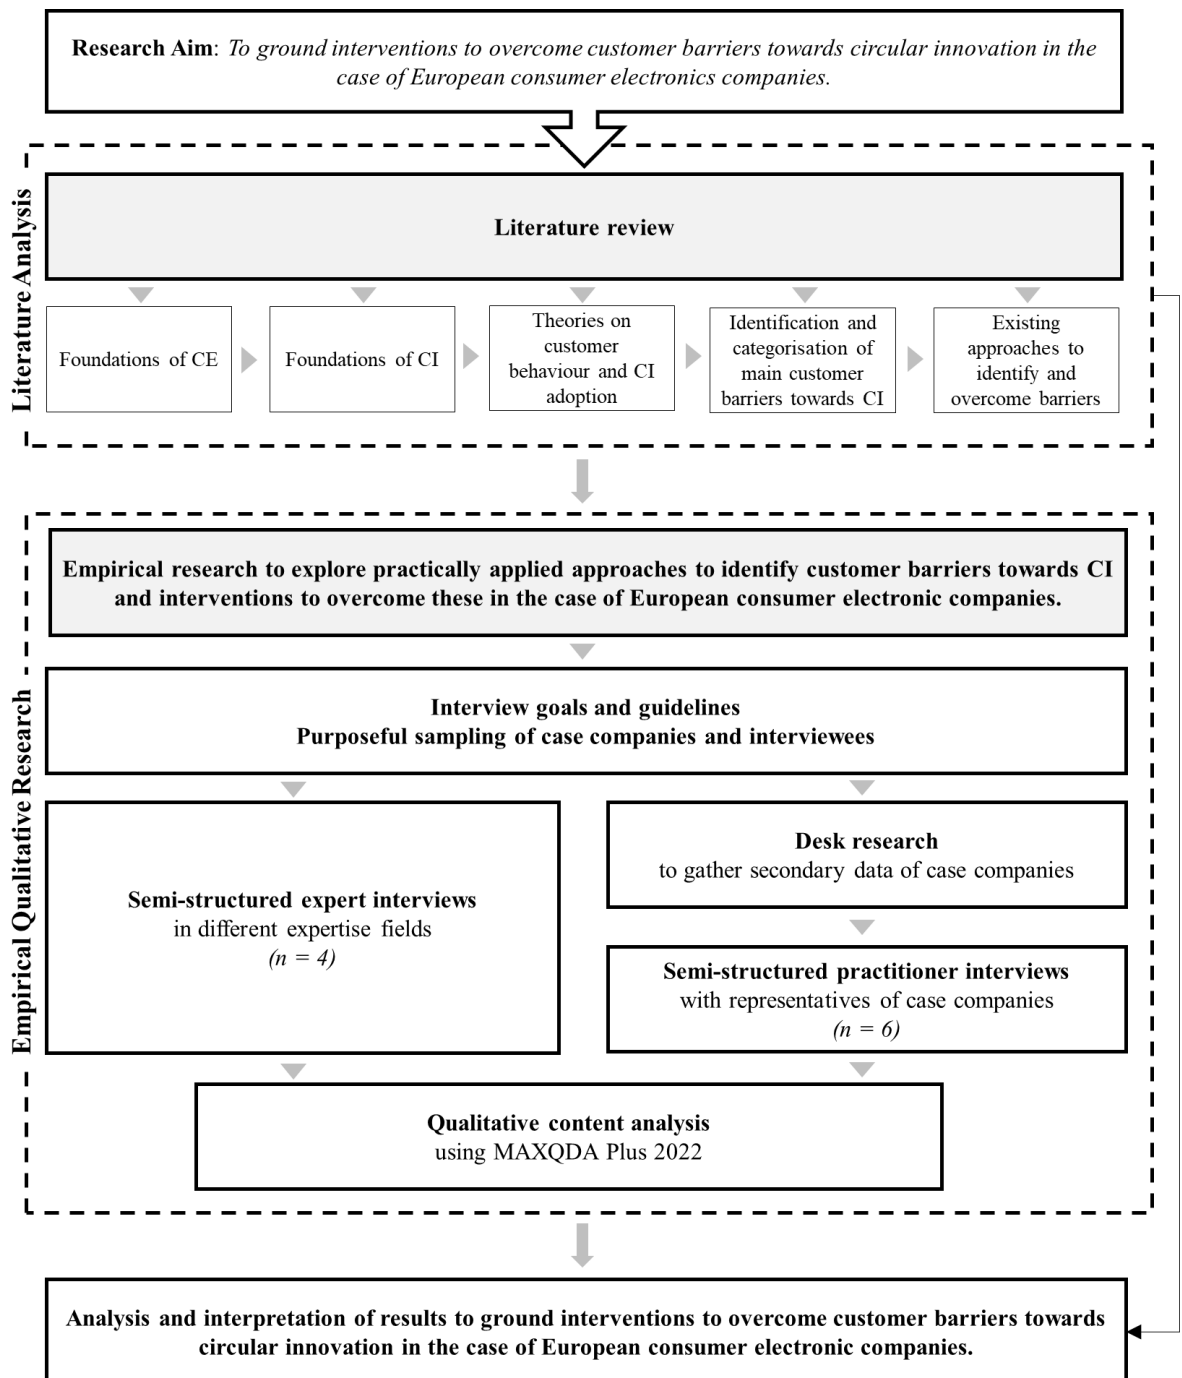 Research Aim: To ground interventions to overcome customer barriers towards circular innovation in the
case of European consumer electronics companies.
Literature Analysis
Literature review
Foundations of CE
Foundations of CI
Theories on
customer
behaviour and CI
adoption
Identification and
categorisation of
main customer
barriers towards CI
Existing
approaches to
identify and
overcome barriers
Empirical Qualitative Research
Empirical research to explore practically applied approaches to identify customer barriers towards CI
and interventions to overcome these in the case of European consumer electronic companies.
Interview goals and guidelines
Purposeful sampling of case companies and interviewees
Semi-structured expert interviews
in different expertise fields
(n = 4)
Desk research
to gather secondary data of case companies
Semi-structured practitioner interviews
with representatives of case companies
(n = 6)
Qualitative content analysis
using MAXQDA Plus 2022
Analysis and interpretation of results to ground interventions to overcome customer barriers towards
circular innovation in the case of European consumer electronic companies.